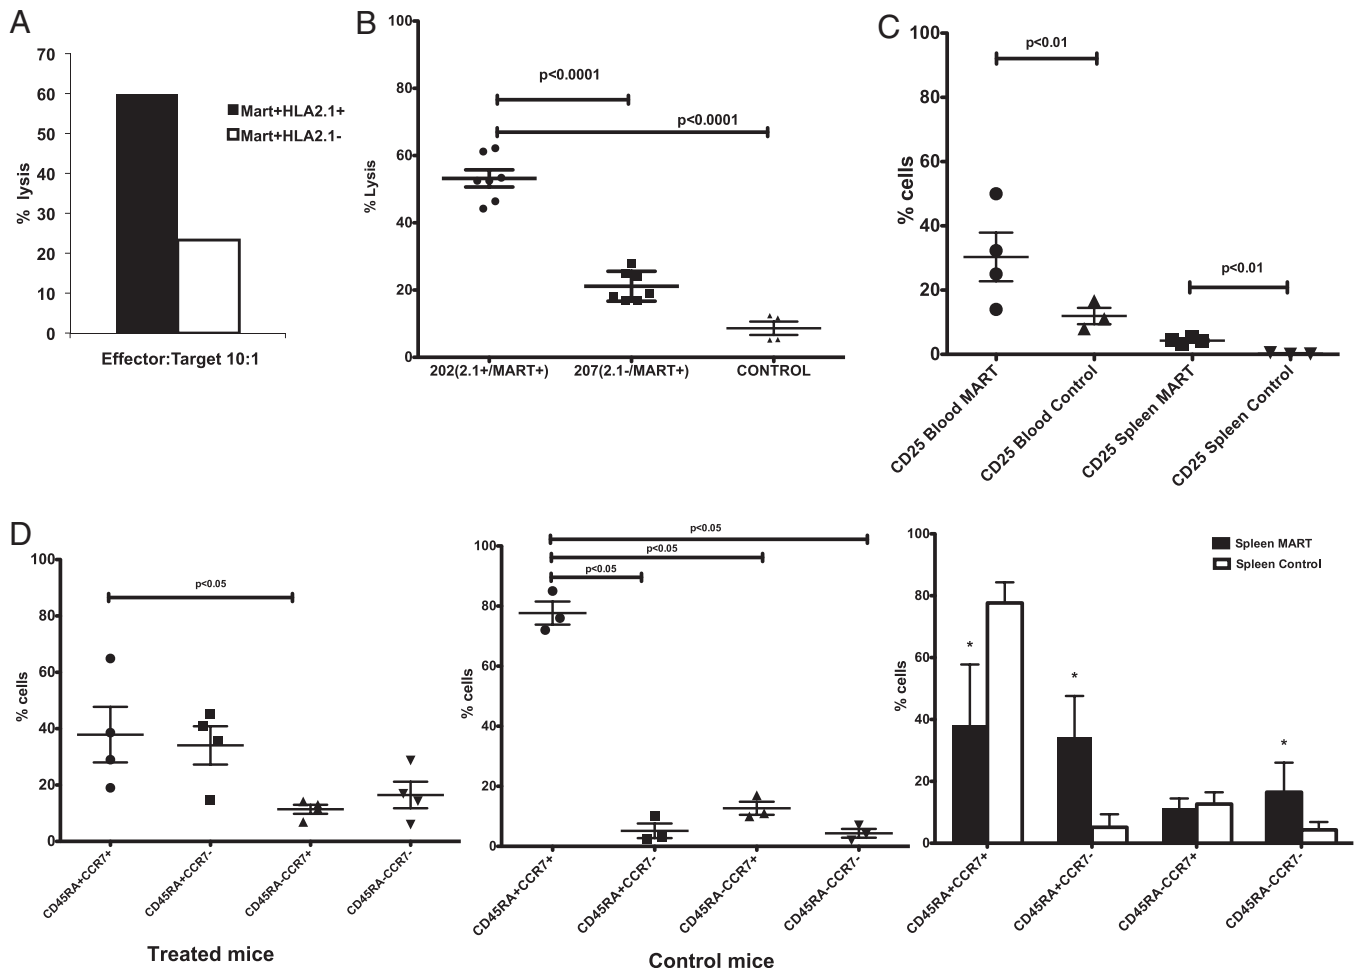 A
70
60
50
40
30
20
10
0
% lysis
Mart+HLA2.1+
Mart+HLA2.1-
Effector:Target 10:1
B
100
80
60
40
20
0
% Lysis
p<0.0001
p<0.0001
202(2.1+/MART+)
207(2.1-/MART+)
CONTROL
C
100
80
60
40
20
0
% cells
p<0.01
p<0.01
CD25 Blood MART
CD25 Blood Control
CD25 Spleen MART
CD25 Spleen Control
D
100
80
60
40
20
0
% cells
p<0.05
CD45RA+CCR7+
CD45RA+CCR7-
CD45RA-CCR7+
CD45RA-CCR7-
Treated mice
100
80
60
40
20
0
% cells
p<0.05
p<0.05
p<0.05
CD45RA+CCR7+
CD45RA+CCR7-
CD45RA-CCR7+
CD45RA-CCR7-
Control mice
100
80
60
40
20
0
% cells
Spleen MART
Spleen Control
*
*
*
CD45RA+CCR7+
CD45RA+CCR7-
CD45RA-CCR7+
CD45RA-CCR7-